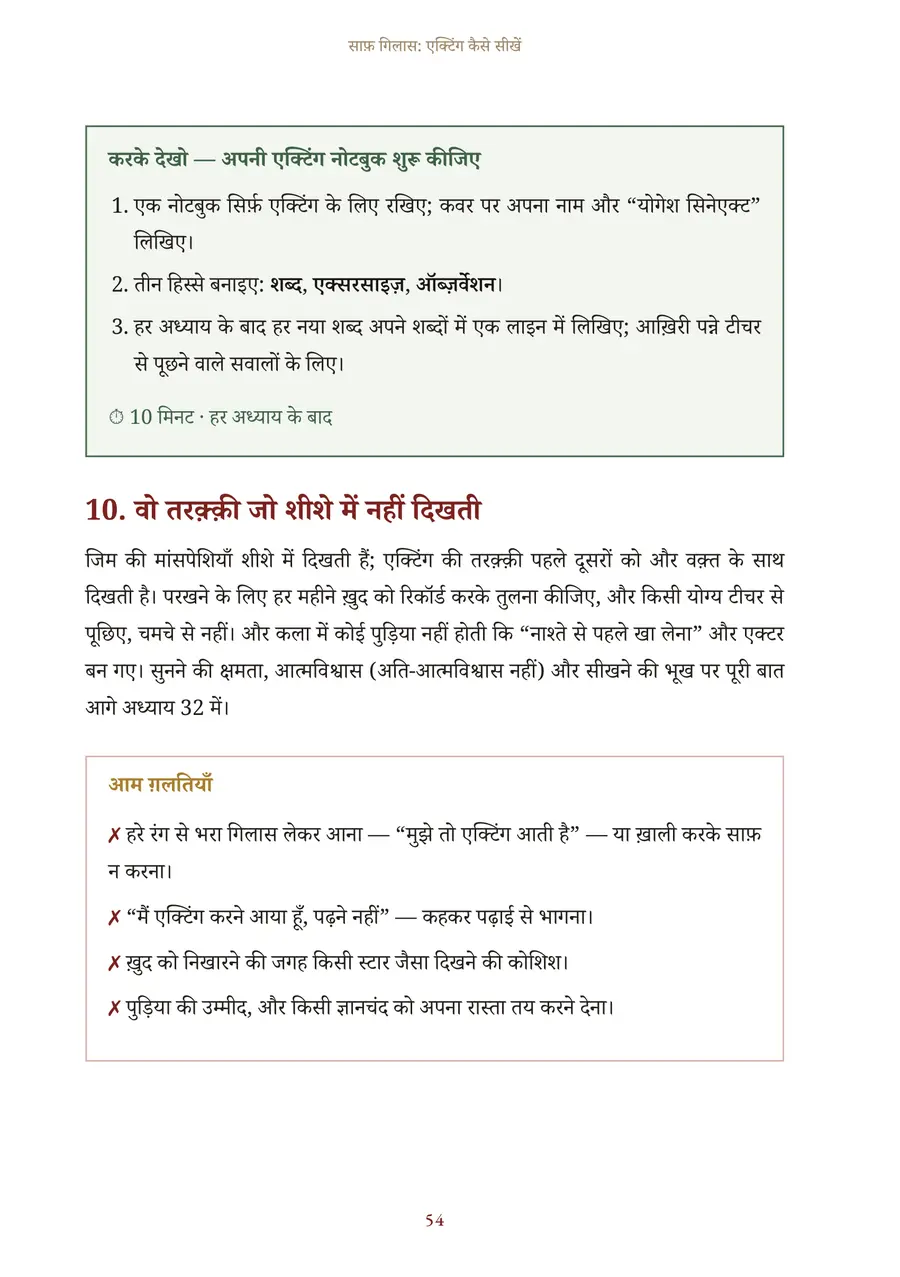 साफ़ गिलास: एक्टिंग कैसे सीखें
करके देखो — अपनी एक्टिंग नोटबुक शुरू कीजिए
1. एक नोटबुक सिर्फ़ एक्टिंग के लिए रखिए; कवर पर अपना नाम और “योगेश सिनेएक्ट”
लिखिए।
2. तीन हिस्से बनाइए: शब्द, एक्सरसाइज़, ऑब्ज़र्वेशन।
3. हर अध्याय के बाद हर नया शब्द अपने शब्दों में एक लाइन में लिखिए; आख़िरी पन्ने टीचर
से पूछने वाले सवालों के लिए।
⏱ 10 मिनट · हर अध्याय के बाद
10. वो तरक़्क़ी जो शीशे में नहीं दिखती
जिम की मांसपेशियाँ शीशे में दिखती हैं; एक्टिंग की तरक़्क़ी पहले दूसरों को और वक़्त के साथ
दिखती है। परखने के लिए हर महीने ख़ुद को रिकॉर्ड करके तुलना कीजिए, और किसी योग्य टीचर से
पूछिए, चमचे से नहीं। और कला में कोई पुड़िया नहीं होती कि “नाश्ते से पहले खा लेना” और एक्टर
बन गए। सुनने की क्षमता, आत्मविश्वास (अति-आत्मविश्वास नहीं) और सीखने की भूख पर पूरी बात
आगे अध्याय 32 में।
आम ग़लतियाँ
✗ हरे रंग से भरा गिलास लेकर आना — “मुझे तो एक्टिंग आती है” — या ख़ाली करके साफ़
न करना।
✗ “मैं एक्टिंग करने आया हूँ, पढ़ने नहीं” — कहकर पढ़ाई से भागना।
✗ ख़ुद को निखारने की जगह किसी स्टार जैसा दिखने की कोशिश।
✗ पुड़िया की उम्मीद, और किसी ज्ञानचंद को अपना रास्ता तय करने देना।
54